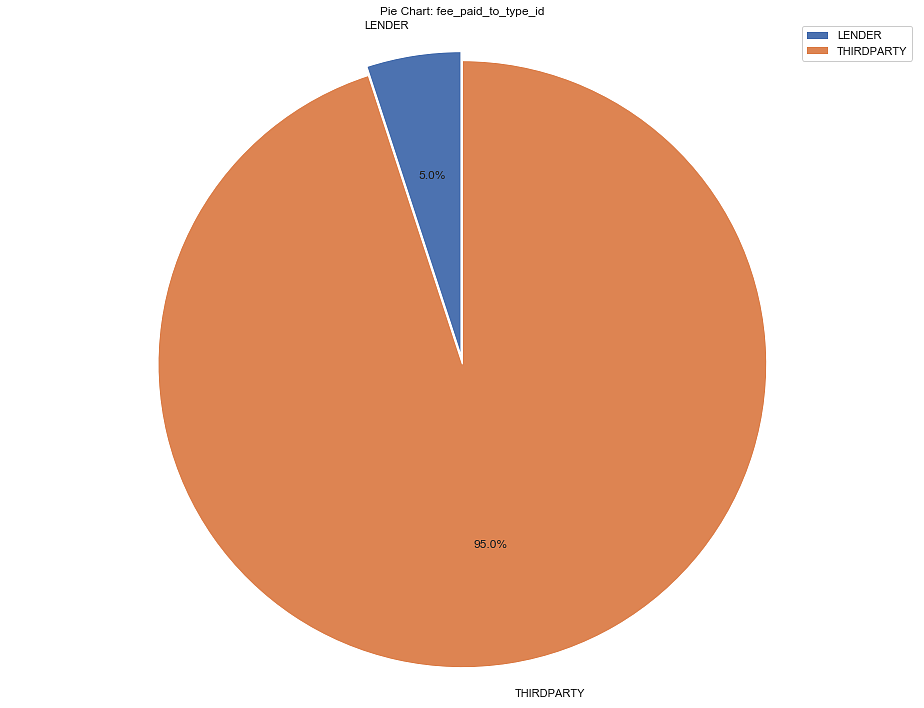 Pie Chart: fee_paid_to_type_id
LENDER
LENDER
THIRDPARTY
5.0%
95.0%
THIRDPARTY